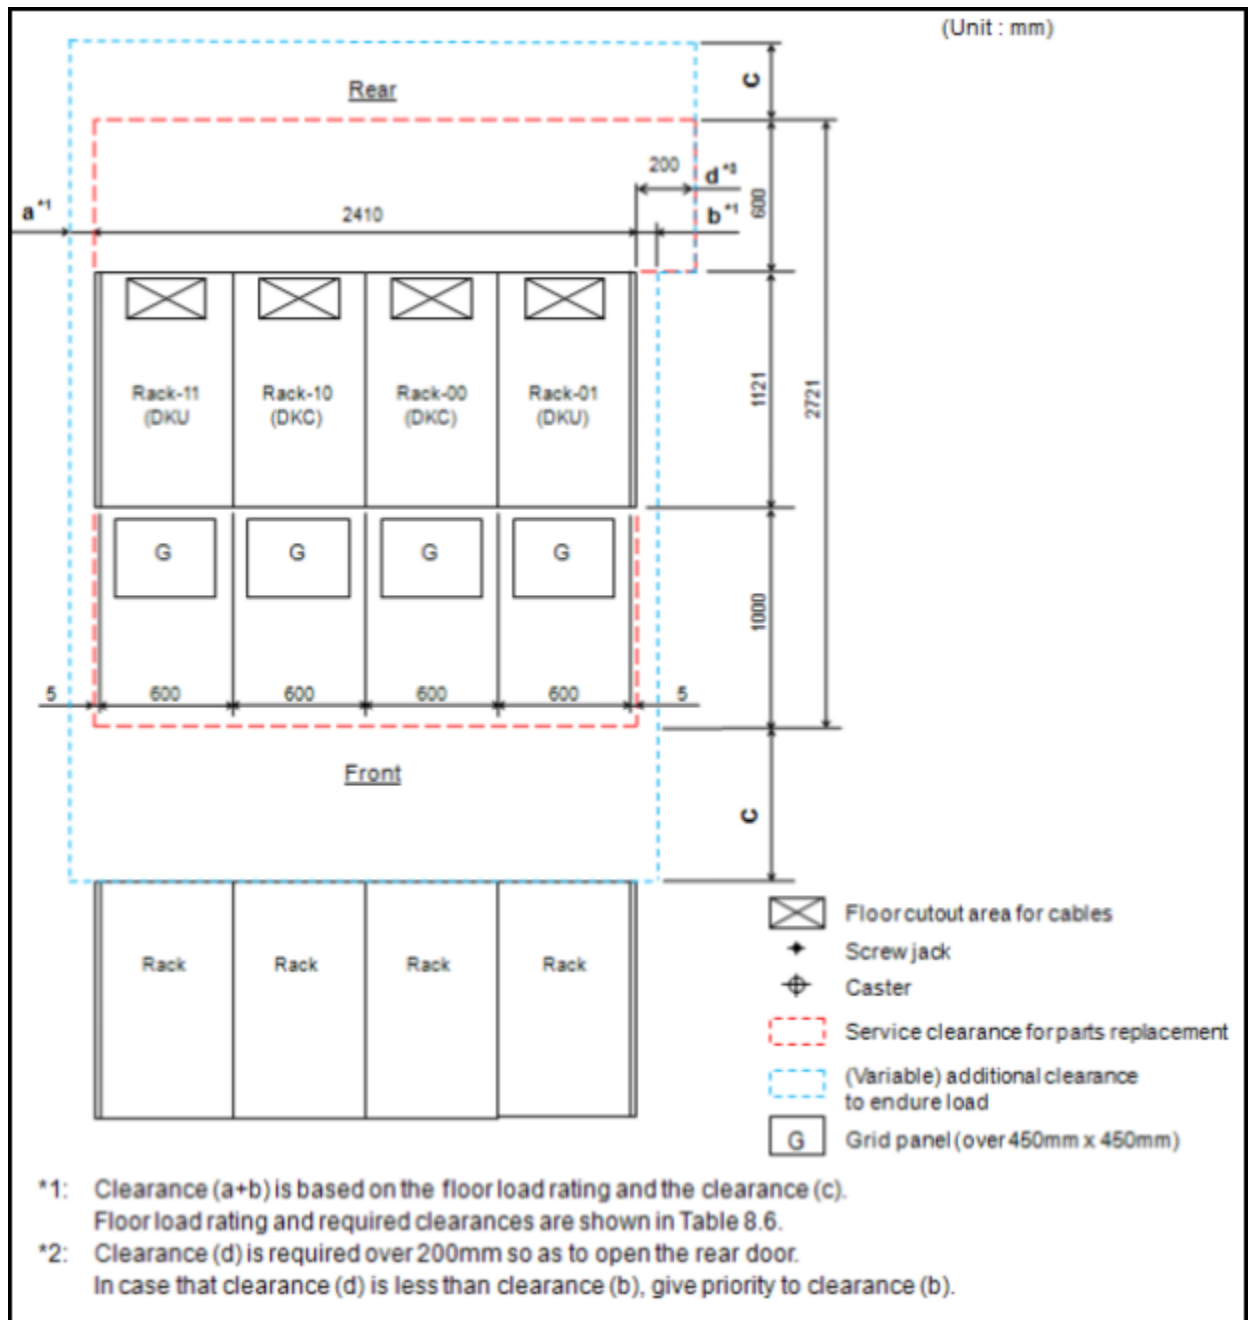 (Unit : mm)
c
Rear
200
d*3
a*1
2410
b*1
600
Rack-11
(DKU
Rack-10
(DKC)
Rack-00
(DKC)
Rack-01
(DKU)
1121
2721
G
G
G
G
1000
5
600
600
600
600
5
Front
c
Rack
Rack
Rack
Rack
Floor cutout area for cables
Screw jack
Caster
Service clearance for parts replacement
(Variable) additional clearance
to endure load
G
Grid panel (over 450mm x 450mm)
*1: Clearance (a+b) is based on the floor load rating and the clearance (c).
Floor load rating and required clearances are shown in Table 8.6.
*2: Clearance (d) is required over 200mm so as to open the rear door.
In case that clearance (d) is less than clearance (b), give priority to clearance (b).